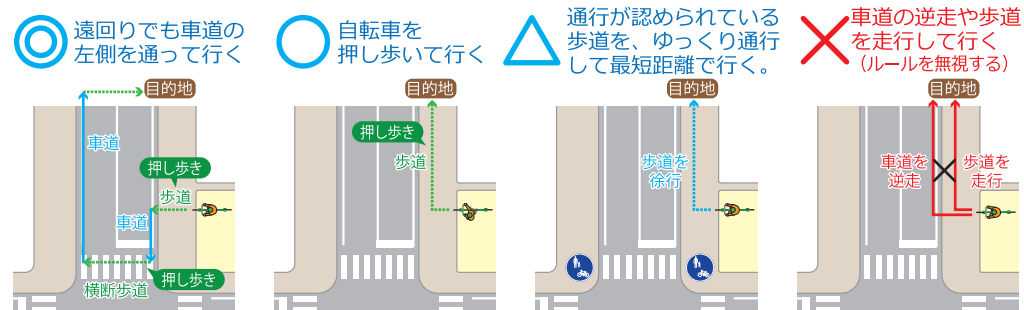 遠回りでも車道の
左側を通って行く
目的地
車道
押し歩き
歩道
車道
押し歩き
横断歩道
自転車を
押し歩いて行く
目的地
押し歩き
歩道
通行が認められている
歩道を、ゆっくり通行
して最短距離で行く。
目的地
歩道を
徐行
車道の逆走や歩道
を走行して行く
（ルールを無視する）
目的地
車道を
逆走
歩道を
走行